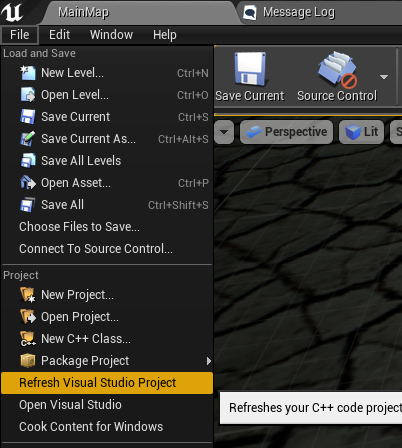 MainMap
Message Log
File Edit Window Help
Load and Save
New Level... Ctrl+N
Open Level... Ctrl+O
Save Current Ctrl+S
Save Current As... Ctrl+Alt+S
Save All Levels
Open Asset... Ctrl+P
Save All Ctrl+Shift+S
Choose Files to Save...
Connect To Source Control...
Project
New Project...
Open Project...
New C++ Class...
Package Project
Refresh Visual Studio Project
Open Visual Studio
Cook Content for Windows
Save Current Source Control
Perspective Lit S
Refreshes your C++ code project